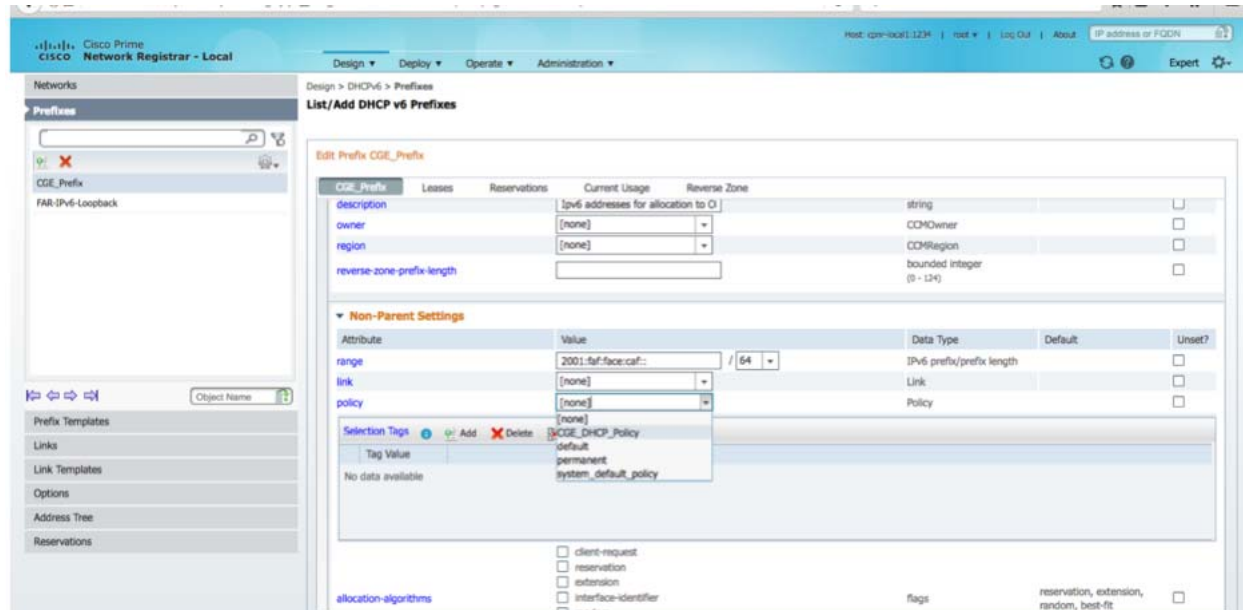 Host: cpnr-local1:1234 | root | Log Out | About IP address or FQDN
Cisco Prime
CISCO Network Registrar - Local
Design Deploy Operate Administration
Expert
Networks
Prefixes
CGE_Prefix
FAR-IPv6-Loopback
Object Name
Prefix Templates
Links
Link Templates
Options
Address Tree
Reservations
Design > DHCPv6 > Prefixes
List/Add DHCP v6 Prefixes
Edit Prefix CGE_Prefix
CGE_Prefix Leases Reservations Current Usage Reverse Zone
description Ipv6 addresses for allocation to string
owner [none] CCMOwner
region [none] CCMRegion
reverse-zone-prefix-length bounded integer
(0 - 124)
Non-Parent Settings
Attribute Value Data Type Default Unset?
range 2001:faf:face:caf:: / 64 IPv6 prefix/prefix length
link [none] Link
policy [none] Policy
[none]
CGE_DHCP_Policy
default
permanent
system_default_policy
Selection Tags Add Delete
Tag Value
No data available
client-request
reservation
extension
allocation-algorithms interface-identifier flags reservation, extension,
random, best-fit